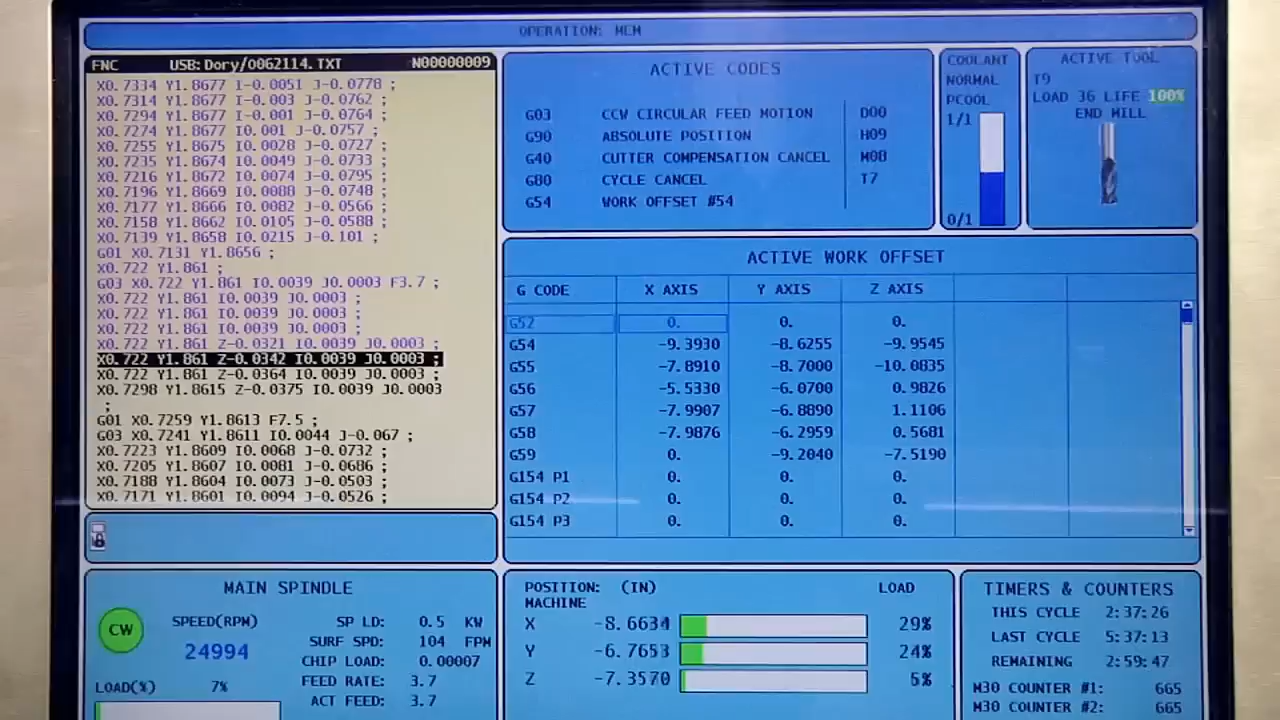 OPERATION: MEM
FNC USB: Dory/O062114.TXT N00000009
X0.7334 Y1.8677 I-0.0051 J-0.0778 ;
X0.7314 Y1.8677 I-0.003 J-0.0762 ;
X0.7294 Y1.8677 I-0.001 J-0.0764 ;
X0.7274 Y1.8677 I0.001 J-0.0757 ;
X0.7255 Y1.8675 I0.0028 J-0.0727 ;
X0.7235 Y1.8674 I0.0049 J-0.0733 ;
X0.7216 Y1.8672 I0.0074 J-0.0795 ;
X0.7196 Y1.8669 I0.0088 J-0.0748 ;
X0.7177 Y1.8666 I0.0082 J-0.0566 ;
X0.7158 Y1.8662 I0.0105 J-0.0588 ;
X0.7139 Y1.8658 I0.0215 J-0.101 ;
G01 X0.7131 Y1.8656 ;
X0.722 Y1.861 ;
G03 X0.722 Y1.861 I0.0039 J0.0003 F3.7 ;
X0.722 Y1.861 I0.0039 J0.0003 ;
X0.722 Y1.861 I0.0039 J0.0003 ;
X0.722 Y1.861 I0.0039 J0.0003 ;
X0.722 Y1.861 Z-0.0321 I0.0039 J0.0003 ;
X0.722 Y1.861 Z-0.0342 I0.0039 J0.0003 ;
X0.722 Y1.861 Z-0.0364 I0.0039 J0.0003 ;
X0.7298 Y1.8615 Z-0.0375 I0.0039 J0.0003
;
G01 X0.7259 Y1.8613 F7.5 ;
G03 X0.7241 Y1.8611 I0.0044 J-0.067 ;
X0.7223 Y1.8609 I0.0068 J-0.0732 ;
X0.7205 Y1.8607 I0.0081 J-0.0686 ;
X0.7188 Y1.8604 I0.0073 J-0.0503 ;
X0.7171 Y1.8601 I0.0094 J-0.0526 ;
ACTIVE CODES
G03 CCW CIRCULAR FEED MOTION D00
G90 ABSOLUTE POSITION H09
G40 CUTTER COMPENSATION CANCEL M08
G80 CYCLE CANCEL T7
G54 WORK OFFSET #54
COOLANT
NORMAL
PCOOL
1/1
0/1
ACTIVE TOOL
T9
LOAD 36 LIFE 100%
END MILL
ACTIVE WORK OFFSET
G CODE X AXIS Y AXIS Z AXIS
G52 0. 0. 0.
G54 -9.3930 -8.6255 -9.9545
G55 -7.8910 -8.7000 -10.0835
G56 -5.5330 -6.0700 0.9826
G57 -7.9907 -6.8890 1.1106
G58 -7.9876 -6.2959 0.5681
G59 0. -9.2040 -7.5190
G154 P1 0. 0. 0.
G154 P2 0. 0. 0.
G154 P3 0. 0. 0.
MAIN SPINDLE
CW
SPEED(RPM)
24994
LOAD(%) 7%
SP LD: 0.5 KW
SURF SPD: 104 FPM
CHIP LOAD: 0.00007
FEED RATE: 3.7
ACT FEED: 3.7
POSITION: (IN) LOAD
MACHINE
X -8.6634 29%
Y -6.7653 24%
Z -7.3570 5%
TIMERS & COUNTERS
THIS CYCLE 2:37:26
LAST CYCLE 5:37:13
REMAINING 2:59:47
M30 COUNTER #1: 665
M30 COUNTER #2: 665